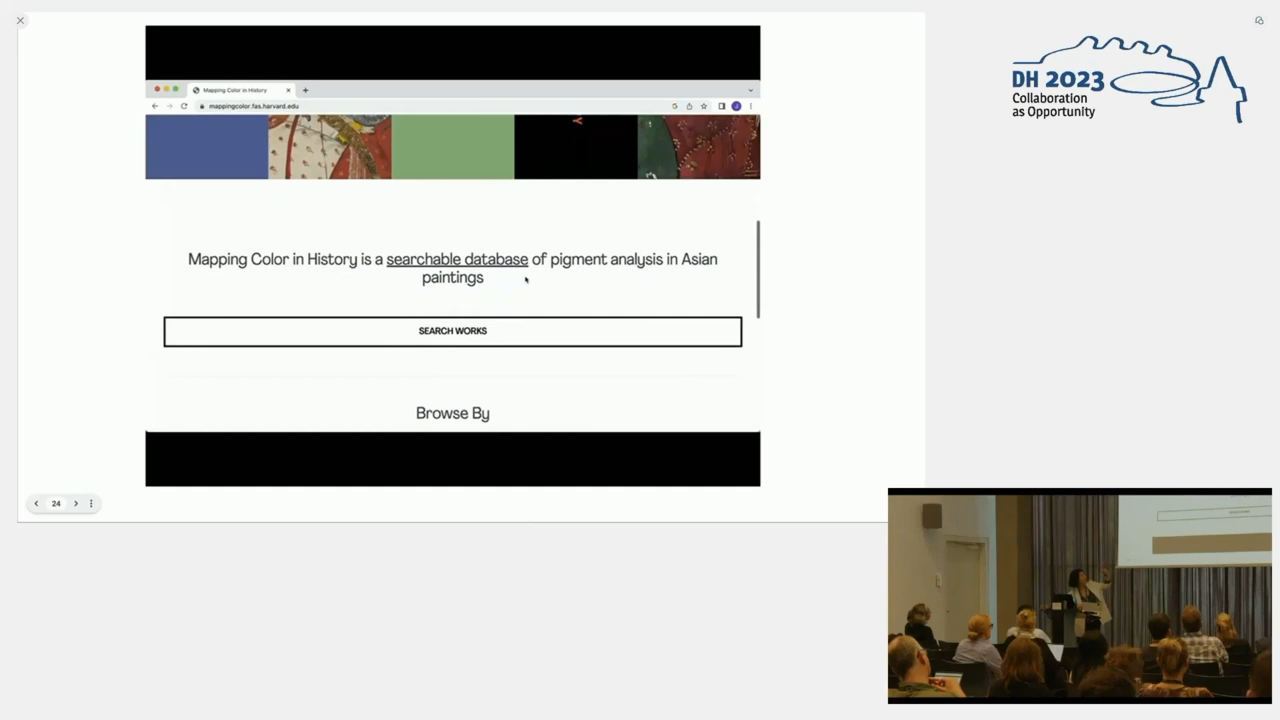 DH 2023
Collaboration
as Opportunity
Mapping Color in History
mappingcolor.fas.harvard.edu
Mapping Color in History is a searchable database of pigment analysis in Asian
paintings
SEARCH WORKS
Browse By
24